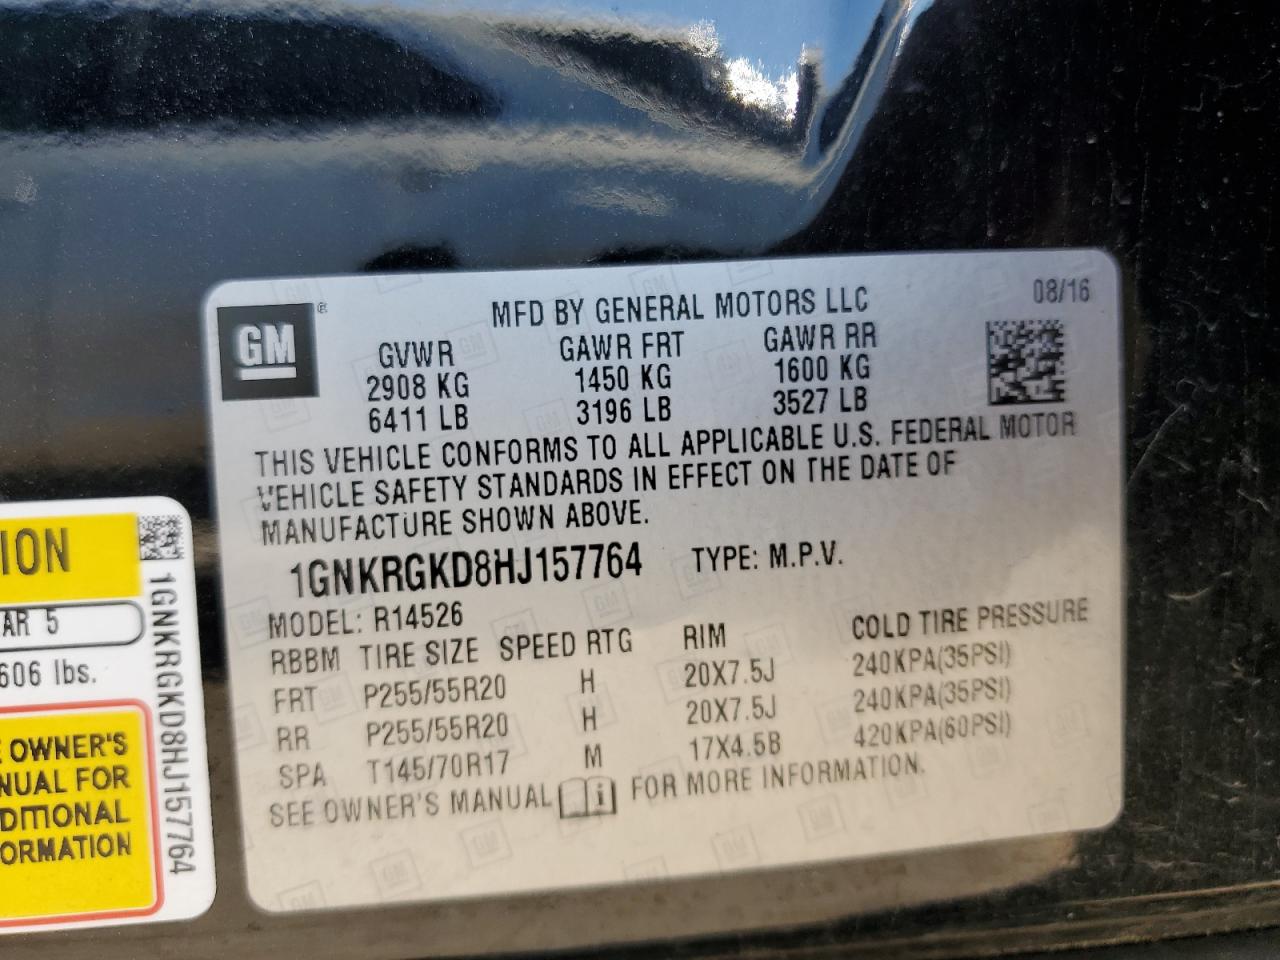 GM ®
MFD BY GENERAL MOTORS LLC
08/16
GVWR GAWR FRT GAWR RR
2908 KG 1450 KG 1600 KG
6411 LB 3196 LB 3527 LB
THIS VEHICLE CONFORMS TO ALL APPLICABLE U.S. FEDERAL MOTOR
VEHICLE SAFETY STANDARDS IN EFFECT ON THE DATE OF
MANUFACTURE SHOWN ABOVE.
1GNKRGKD8HJ157764 TYPE: M.P.V.
MODEL: R14526
RBBM TIRE SIZE SPEED RTG RIM COLD TIRE PRESSURE
FRT P255/55R20 H 20X7.5J 240KPA(35PSI)
RR P255/55R20 H 20X7.5J 240KPA(35PSI)
SPA T145/70R17 M 17X4.5B 420KPA(60PSI)
SEE OWNER'S MANUAL i FOR MORE INFORMATION.
ION
AR 5
606 lbs.
E OWNER'S
NUAL FOR
DITIONAL
ORMATION
1GNKRGKD8HJ157764